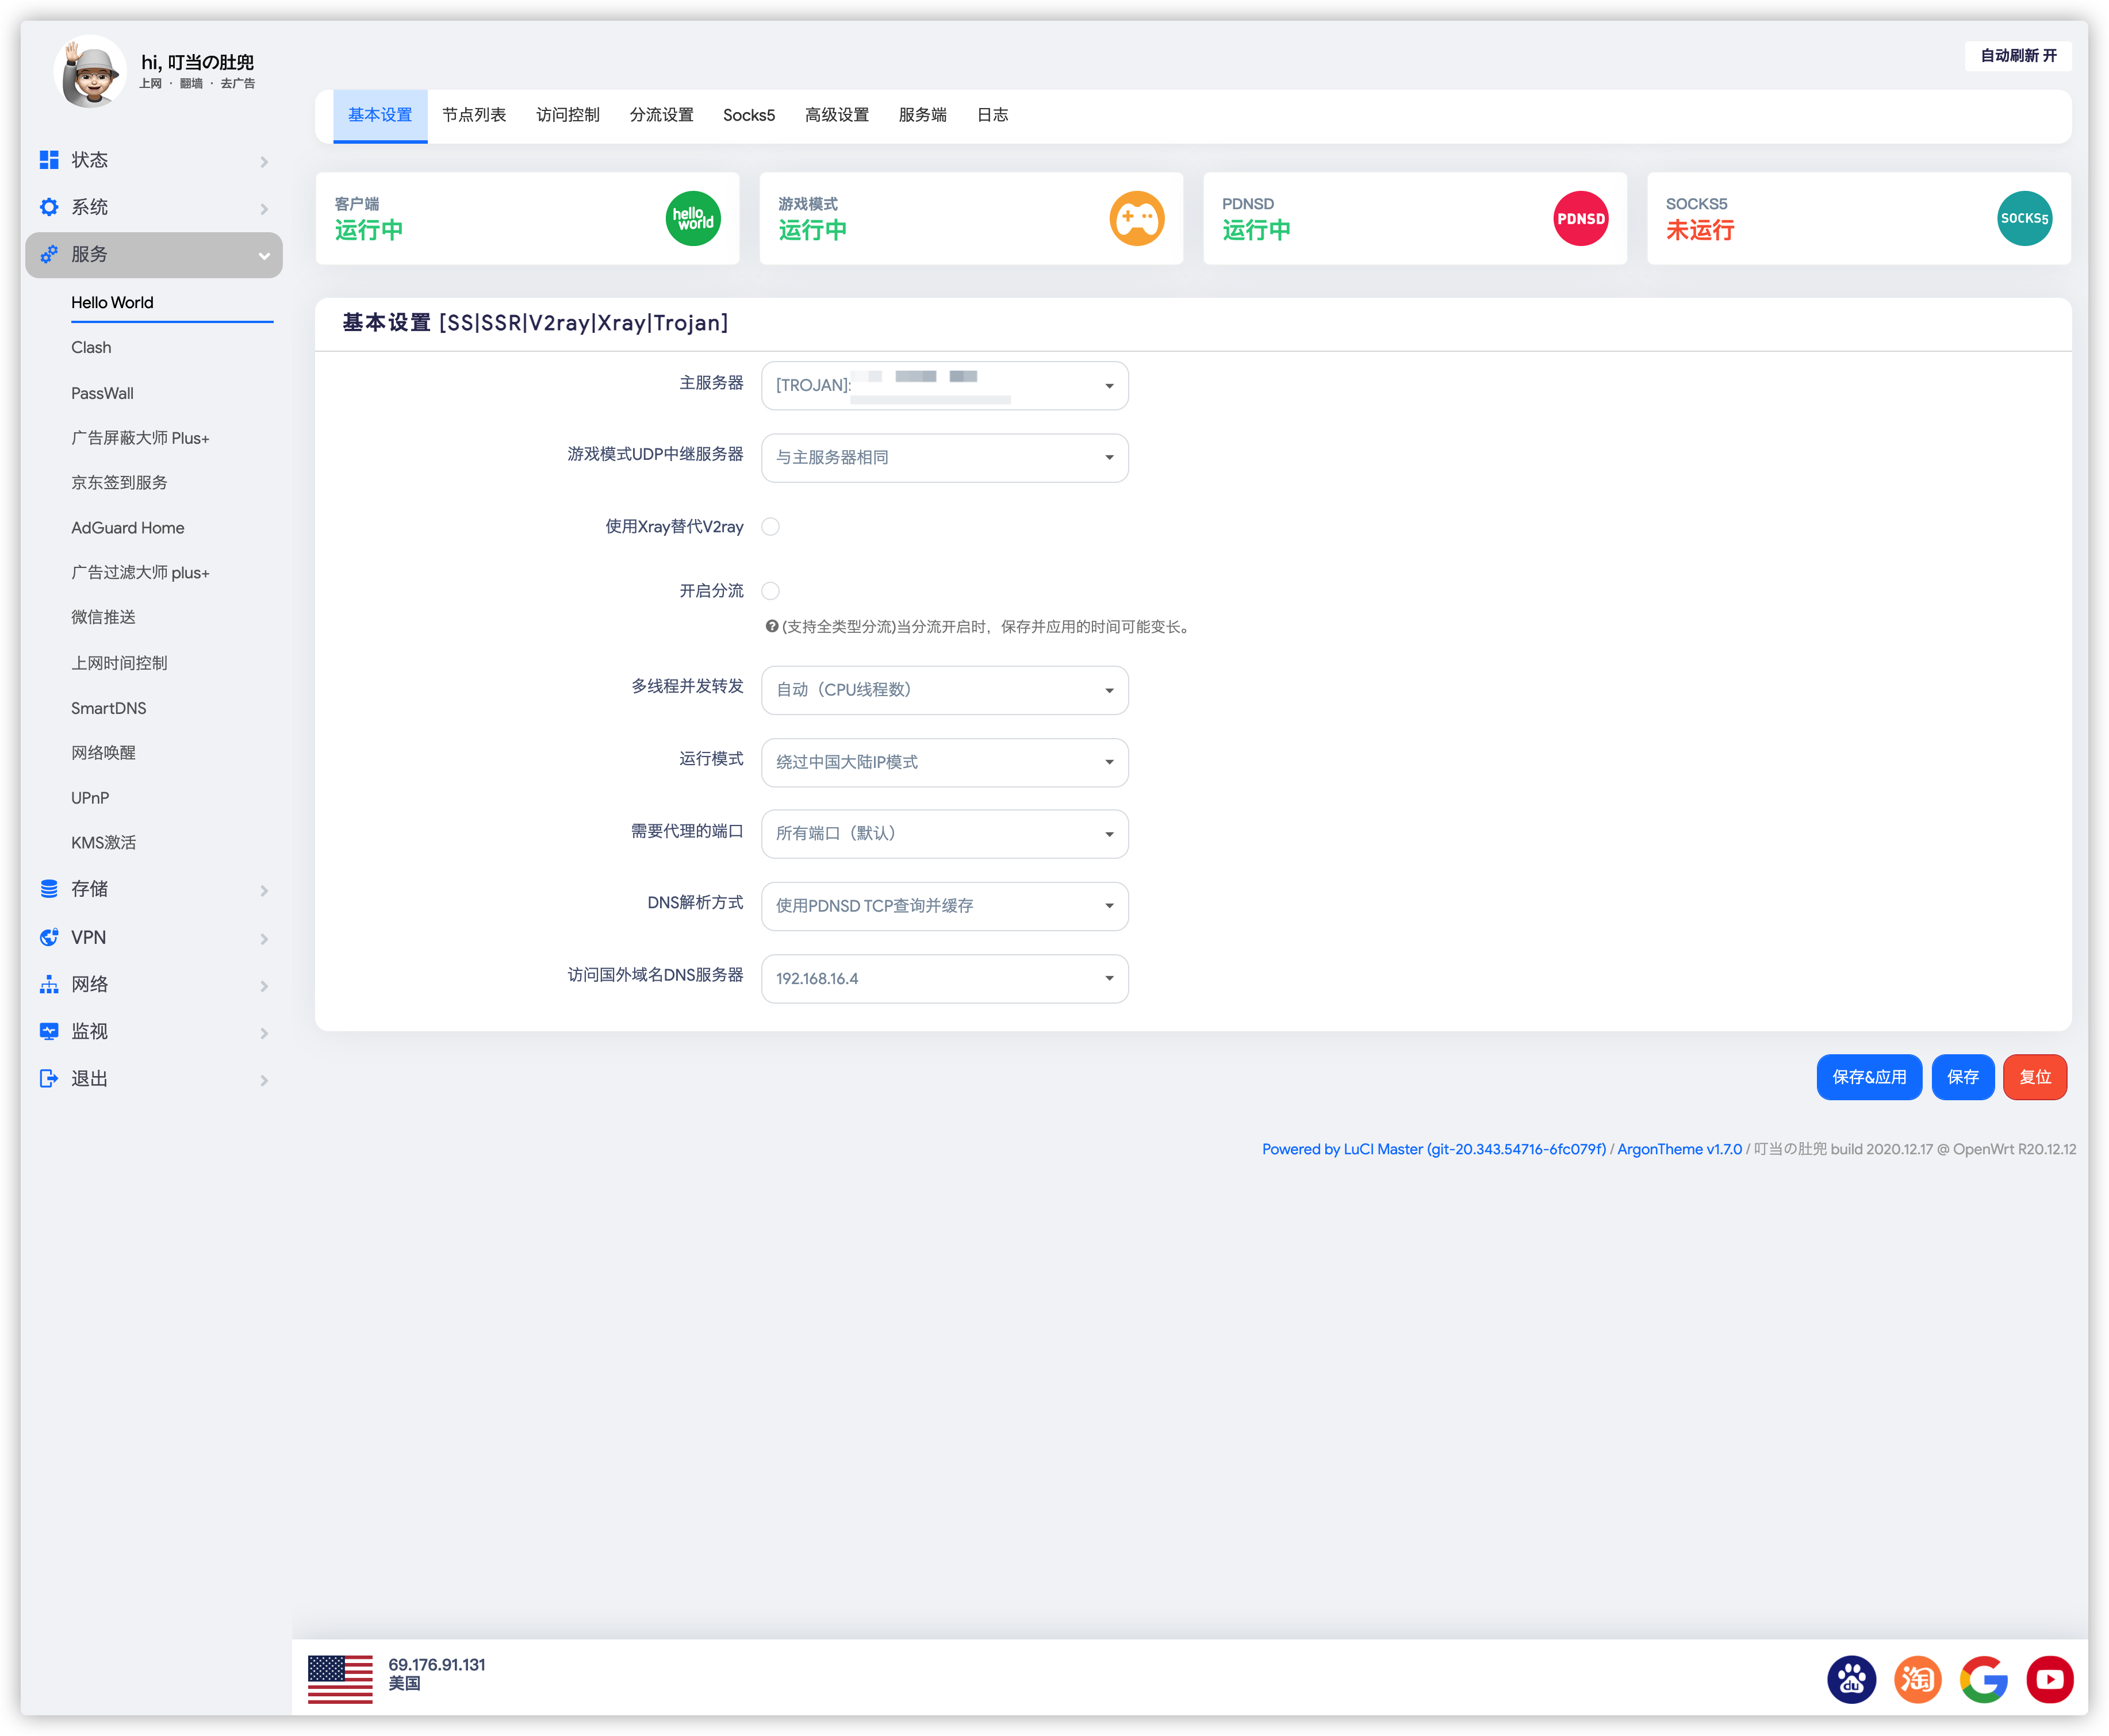 hi, 叮当の肚兜
上网 · 翻墙 · 去广告
自动刷新 开
状态
系统
服务
Hello World
Clash
PassWall
广告屏蔽大师 Plus+
京东签到服务
AdGuard Home
广告过滤大师 plus+
微信推送
上网时间控制
SmartDNS
网络唤醒
UPnP
KMS激活
存储
VPN
网络
监视
退出
基本设置 节点列表 访问控制 分流设置 Socks5 高级设置 服务端 日志
客户端
运行中
hello
world
游戏模式
运行中
PDNSD
运行中
PDNSD
SOCKS5
未运行
SOCKS5
基本设置 [SS|SSR|V2ray|Xray|Trojan]
主服务器 [TROJAN]:
游戏模式UDP中继服务器 与主服务器相同
使用Xray替代V2ray
开启分流
(支持全类型分流)当分流开启时，保存并应用的时间可能变长。
多线程并发转发 自动（CPU线程数）
运行模式 绕过中国大陆IP模式
需要代理的端口 所有端口（默认）
DNS解析方式 使用PDNSD TCP查询并缓存
访问国外域名DNS服务器 192.168.16.4
保存&应用 保存 复位
Powered by LuCI Master (git-20.343.54716-6fc079f) / ArgonTheme v1.7.0 / 叮当の肚兜 build 2020.12.17 @ OpenWrt R20.12.12
69.176.91.131
美国
du
淘